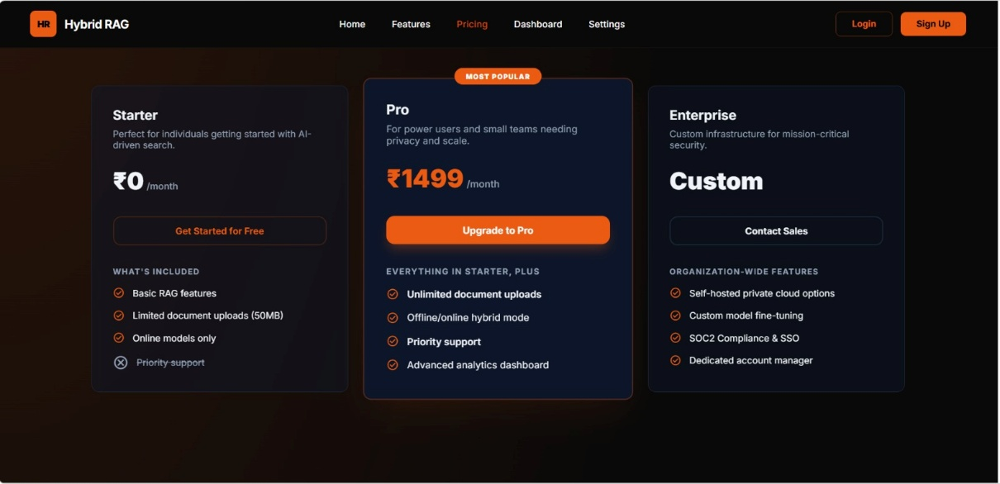 HR Hybrid RAG
Home Features Pricing Dashboard Settings
Login Sign Up
Starter
Perfect for individuals getting started with AI-
driven search.
₹0 /month
Get Started for Free
WHAT'S INCLUDED
Basic RAG features
Limited document uploads (50MB)
Online models only
Priority support
MOST POPULAR
Pro
For power users and small teams needing
privacy and scale.
₹1499 /month
Upgrade to Pro
EVERYTHING IN STARTER, PLUS
Unlimited document uploads
Offline/online hybrid mode
Priority support
Advanced analytics dashboard
Enterprise
Custom infrastructure for mission-critical
security.
Custom
Contact Sales
ORGANIZATION-WIDE FEATURES
Self-hosted private cloud options
Custom model fine-tuning
SOC2 Compliance & SSO
Dedicated account manager